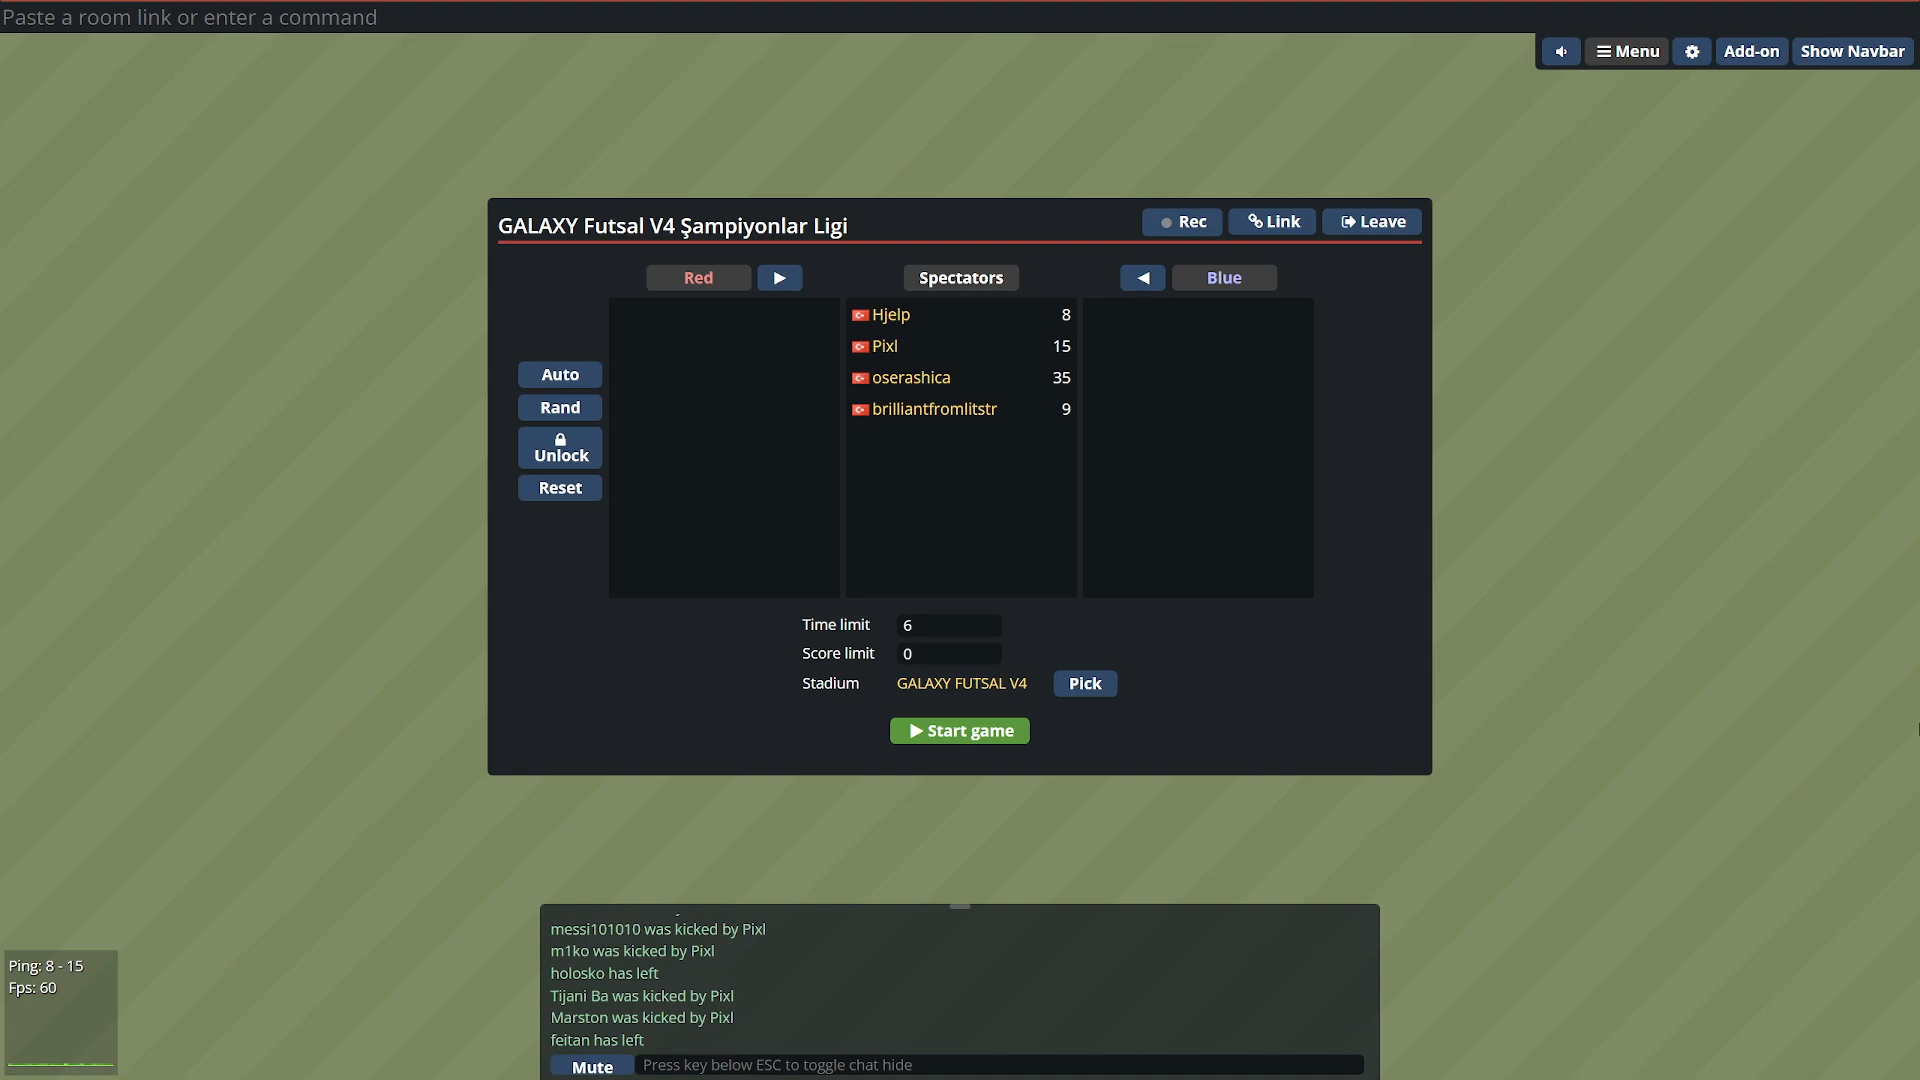 Paste a room link or enter a command
Menu
Add-on
Show Navbar
GALAXY Futsal V4 Şampiyonlar Ligi
Rec
Link
Leave
Red
Spectators
Blue
Hjelp 8
Pixl 15
oserashica 35
brilliantfromlitstr 9
Auto
Rand
Unlock
Reset
Time limit 6
Score limit 0
Stadium GALAXY FUTSAL V4 Pick
Start game
messi101010 was kicked by Pixl
m1ko was kicked by Pixl
holosko has left
Tijani Ba was kicked by Pixl
Marston was kicked by Pixl
feitan has left
Mute
Press key below ESC to toggle chat hide
Ping: 8 - 15
Fps: 60